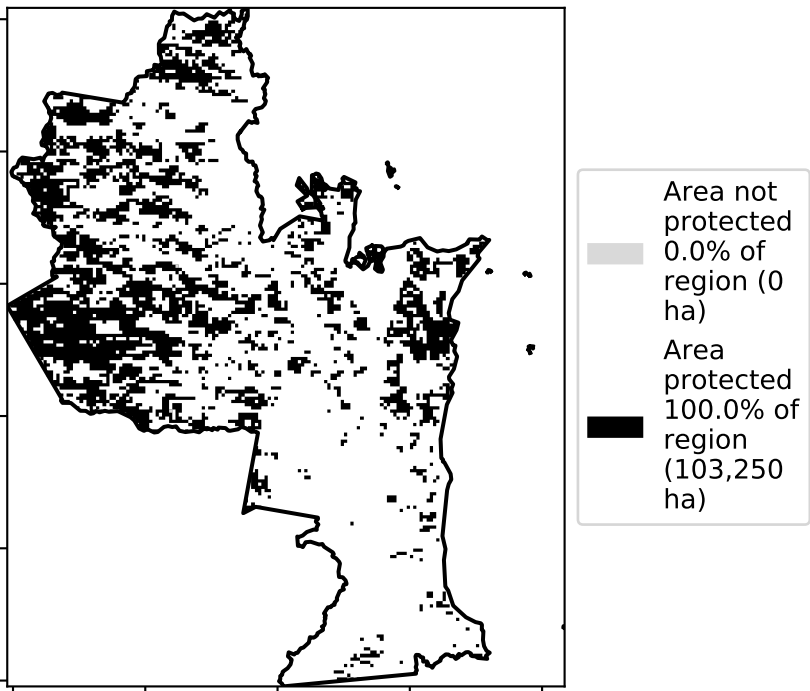 Area not
protected
0.0% of
region (0
ha)
Area
protected
100.0% of
region
(103,250
ha)